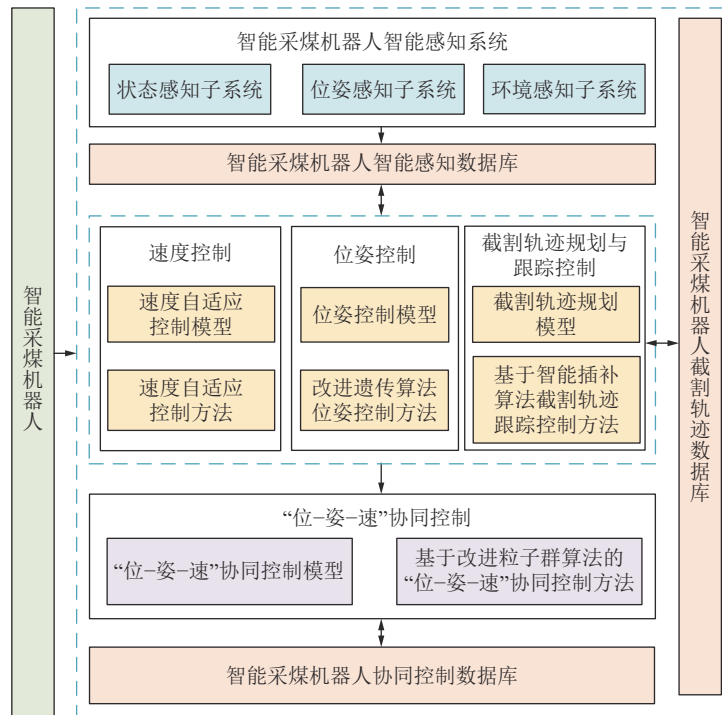 智能采煤机器人
智能采煤机器人智能感知系统
状态感知子系统
位姿感知子系统
环境感知子系统
智能采煤机器人智能感知数据库
速度控制
速度自适应
控制模型
速度自适应
控制方法
位姿控制
位姿控制模型
改进遗传算法
位姿控制方法
截割轨迹规划与
跟踪控制
截割轨迹规划
模型
基于智能插补
算法截割轨迹
跟踪控制方法
“位−姿−速”协同控制
“位−姿−速”协同控制模型
基于改进粒子群算法的
“位−姿−速”协同控制方法
智能采煤机器人协同控制数据库
智能采煤机器人截割轨迹数据库